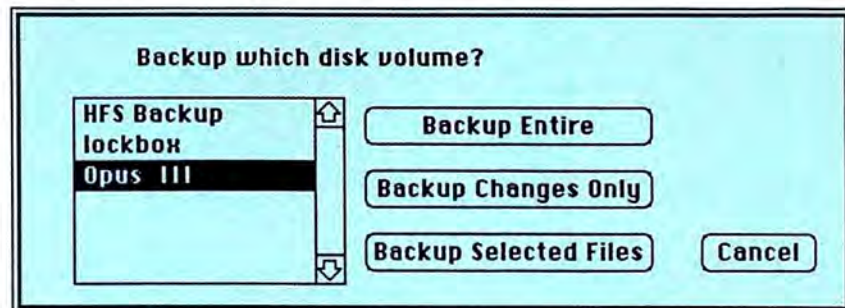 Backup which disk volume?
HFS Backup
lockbox
Opus III
Backup Entire
Backup Changes Only
Backup Selected Files
Cancel